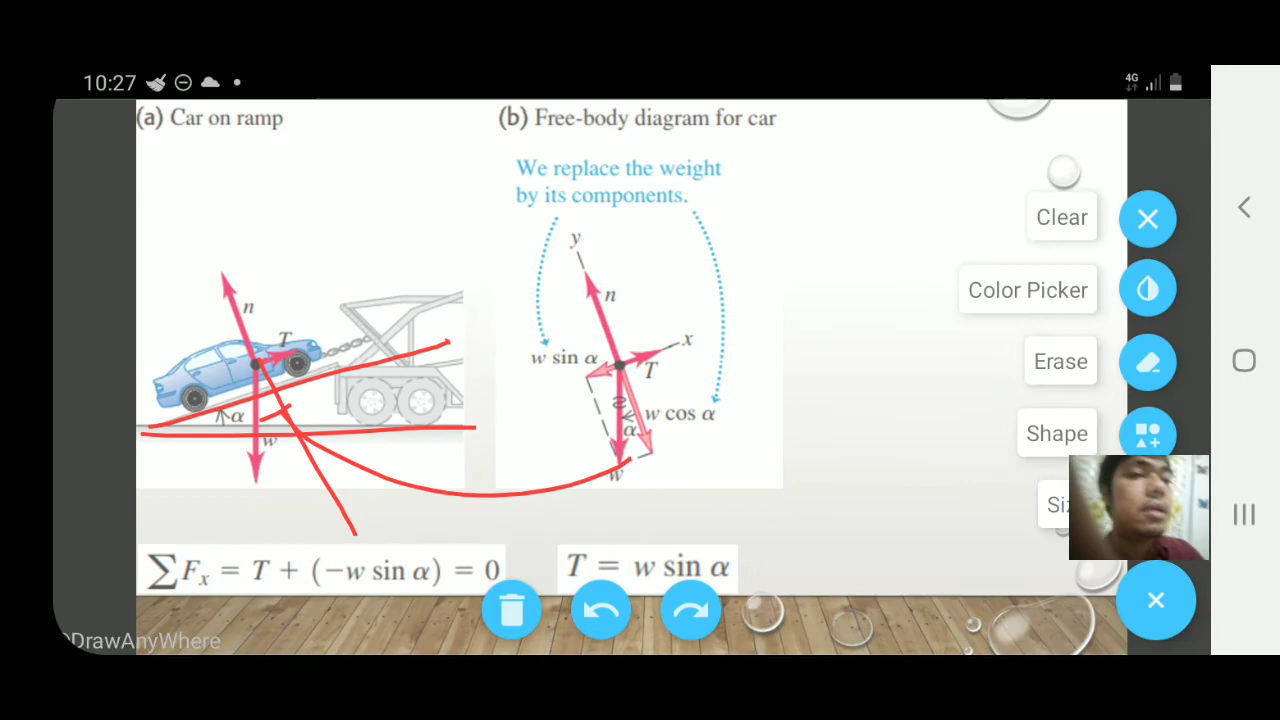 10:27
4G
(a) Car on ramp
(b) Free-body diagram for car
We replace the weight
by its components.
y
n
n
T
x
w sin α
T
α
w
w cos α
α
w
∑Fx = T + (−w sin α) = 0
T = w sin α
Clear
Color Picker
Erase
Shape
Siz
DrawAnyWhere